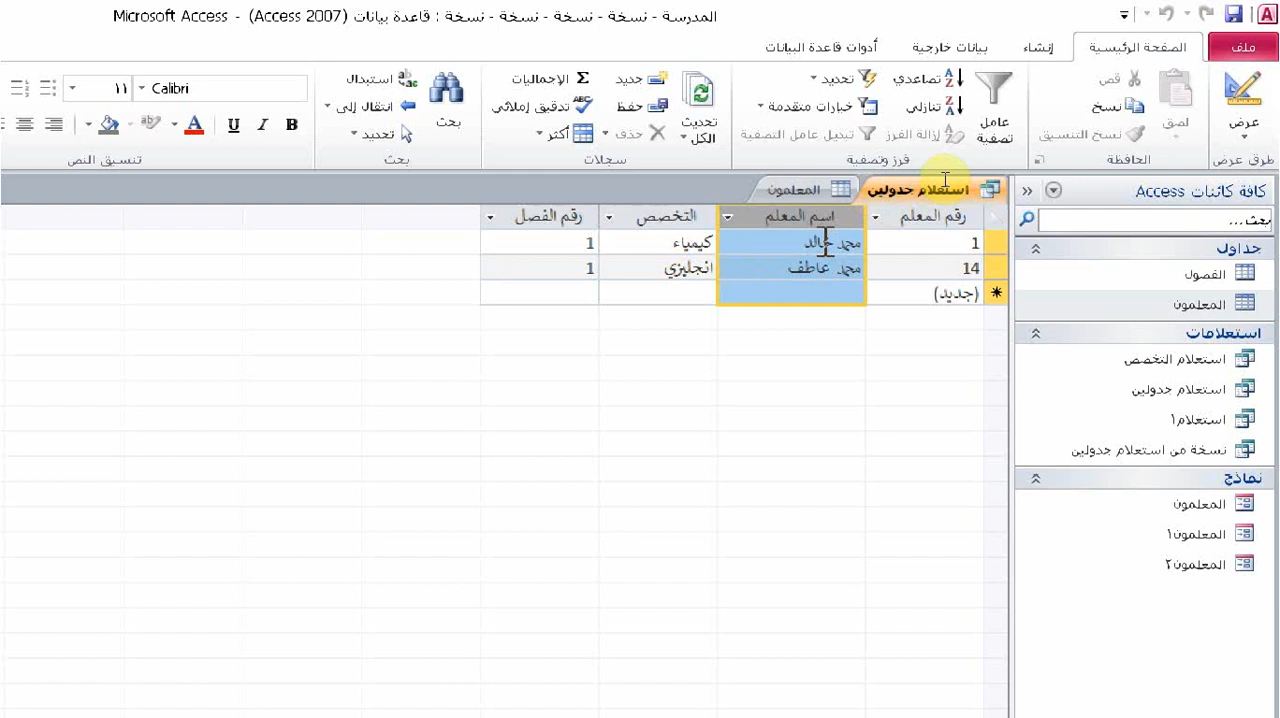 المدرسة - نسخة - نسخة - نسخة - نسخة : قاعدة بيانات (Access 2007) - Microsoft Access
ملف الصفحة الرئيسية إنشاء بيانات خارجية أدوات قاعدة البيانات
عرض
طرق عرض
لصق
قص
نسخ
نسخ التنسيق
الحافظة
عامل تصفية
تصاعدي
تنازلي
إزالة الفرز
تحديد
خيارات متقدمة
تبديل عامل التصفية
فرز وتصفية
تحديث الكل
جديد
حفظ
حذف
الإجماليات
تدقيق إملائي
أكثر
سجلات
بحث
استبدال
انتقال إلى
تحديد
بحث
Calibri ١١
B I U
تنسيق النص
كافة كائنات Access
بحث...
جداول
الفصول
المعلمون
استعلامات
استعلام التخصص
استعلام جدولين
استعلام١
نسخة من استعلام جدولين
نماذج
المعلمون
المعلمون١
المعلمون٢
استعلام جدولين المعلمون
رقم المعلم اسم المعلم التخصص رقم الفصل
1 محمد خالد كيمياء 1
14 محمد عاطف انجليزي 1
(جديد)